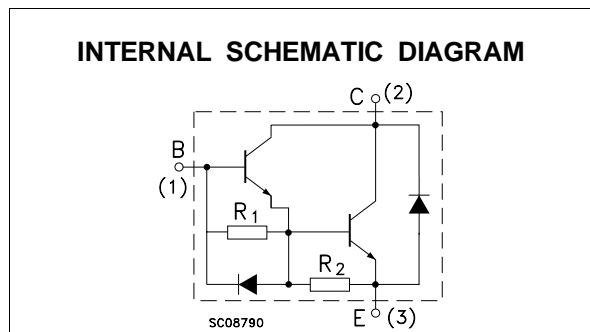 INTERNAL SCHEMATIC DIAGRAM
C (2)
B
(1)
R1
R2
SC08790
E (3)